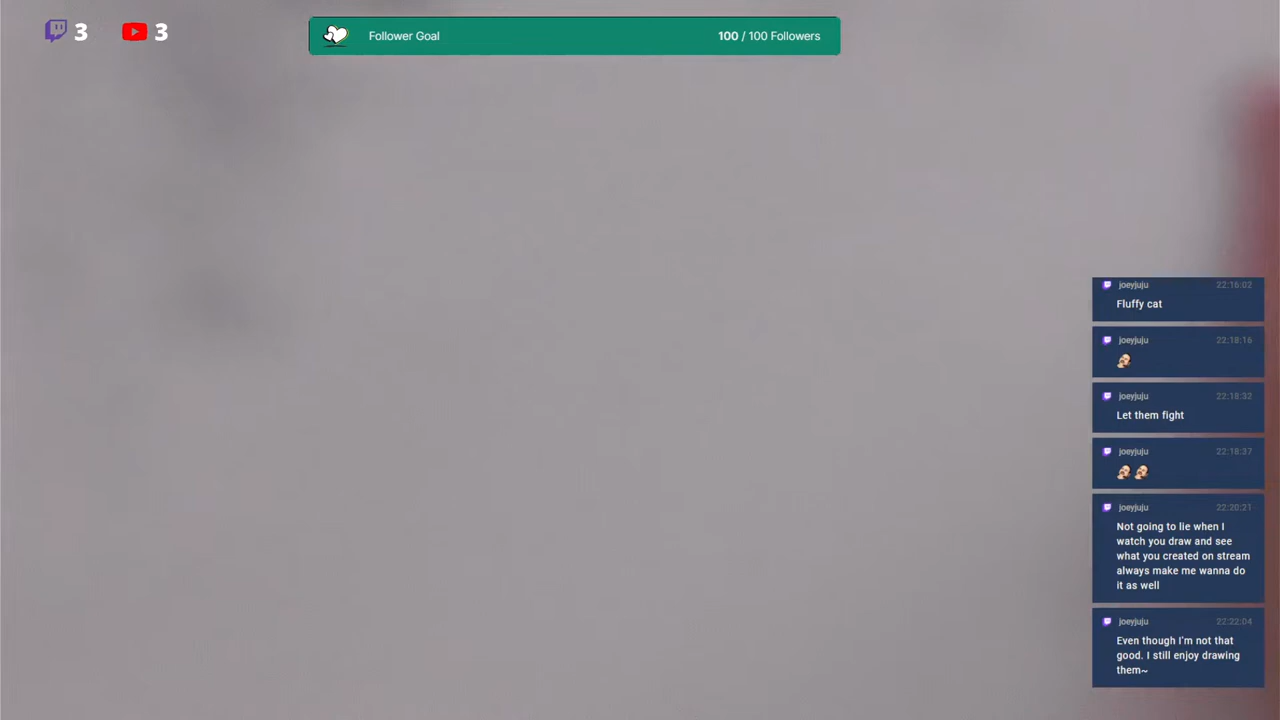 3
3
Follower Goal
100 / 100 Followers
joeyjuju 22:16:02
Fluffy cat
joeyjuju 22:18:16
joeyjuju 22:18:32
Let them fight
joeyjuju 22:18:37
joeyjuju 22:20:21
Not going to lie when I
watch you draw and see
what you created on stream
always make me wanna do
it as well
joeyjuju 22:22:04
Even though I'm not that
good. I still enjoy drawing
them~